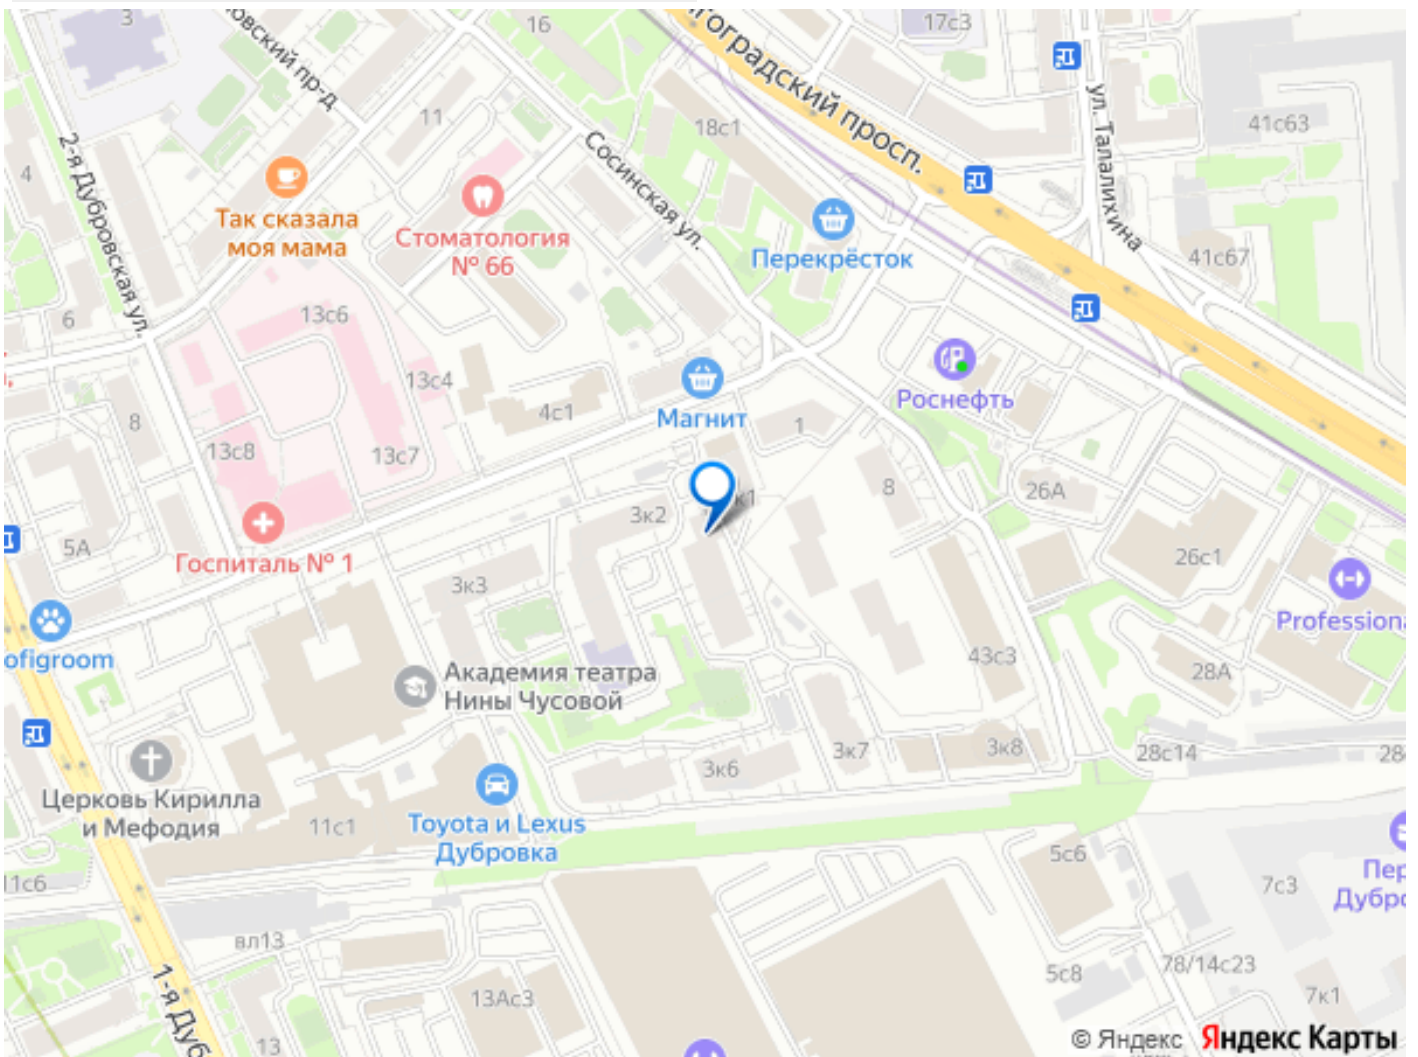 3
16
17с3
гоградский просп.
овский пр-д
11
18с1
ул. Талалихина
41с63
2-я Дубровская ул.
4
Сосинская ул.
Так сказала
моя мама
Стоматология
№ 66
Перекрёсток
41с67
6
13с6
13с4
4с1
Магнит
1
Роснефть
8
13с8
13с7
8
26А
3к2
к1
5А
Госпиталь № 1
3к3
26с1
ofigroom
Professiona
Академия театра
Нины Чусовой
43с3
28А
3к6
3к7
3к8
28с14
28
Церковь Кирилла
и Мефодия
11с1
Toyota и Lexus
Дубровка
5с6
11с6
7с3
Пер
Дубро
вл13
1-я Дуб
13
13Ас3
5с8
78/14с23
7к1
© Яндекс Яндекс Карты